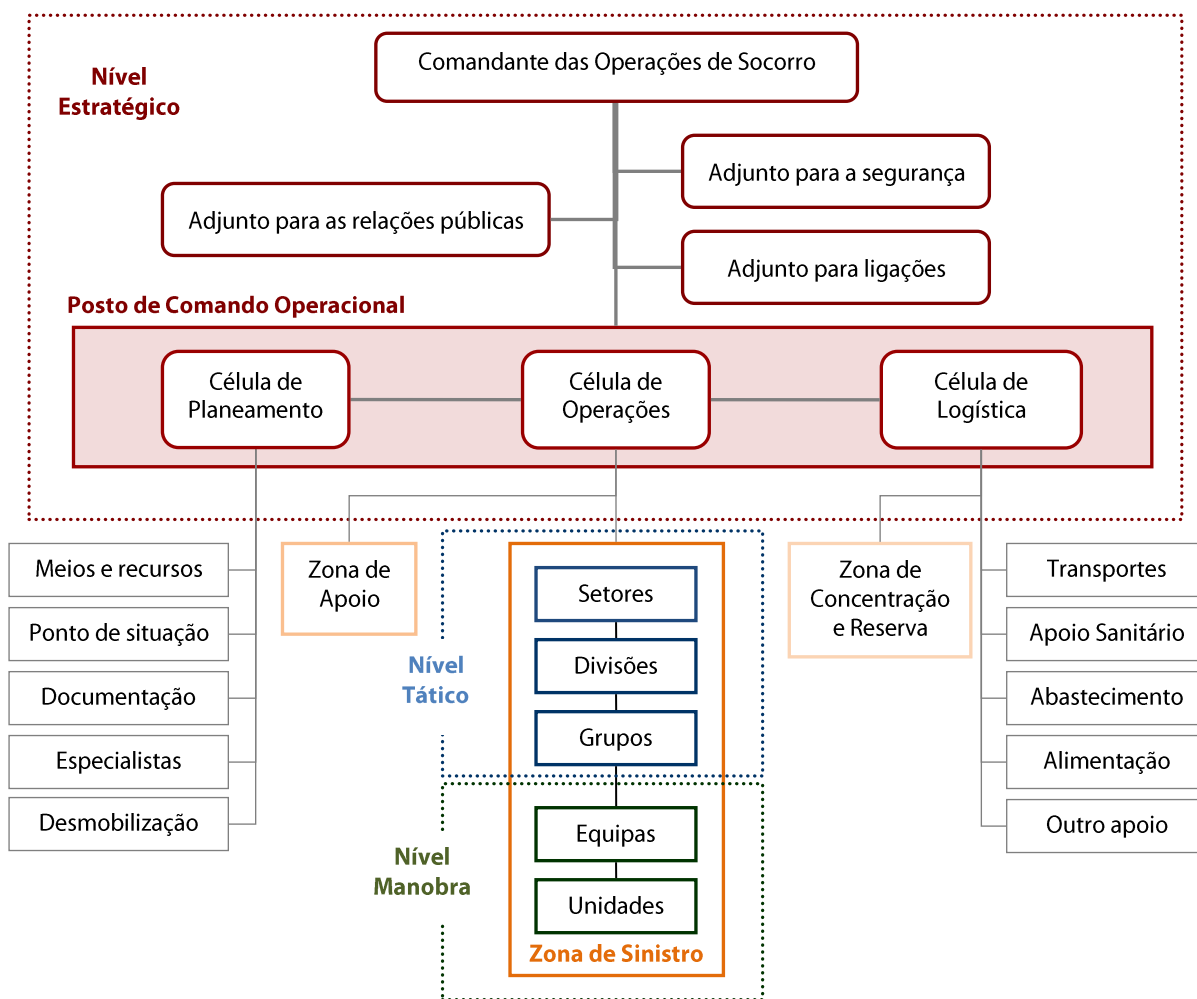 Comandante das Operações de Socorro
Nível
Estratégico
Adjunto para a segurança
Adjunto para as relações públicas
Adjunto para ligações
Posto de Comando Operacional
Célula de
Planeamento
Célula de
Operações
Célula de
Logística
Meios e recursos
Ponto de situação
Documentação
Especialistas
Desmobilização
Zona de
Apoio
Nível
Tático
Setores
Divisões
Grupos
Nível
Manobra
Equipas
Unidades
Zona de Sinistro
Zona de
Concentração
e Reserva
Transportes
Apoio Sanitário
Abastecimento
Alimentação
Outro apoio